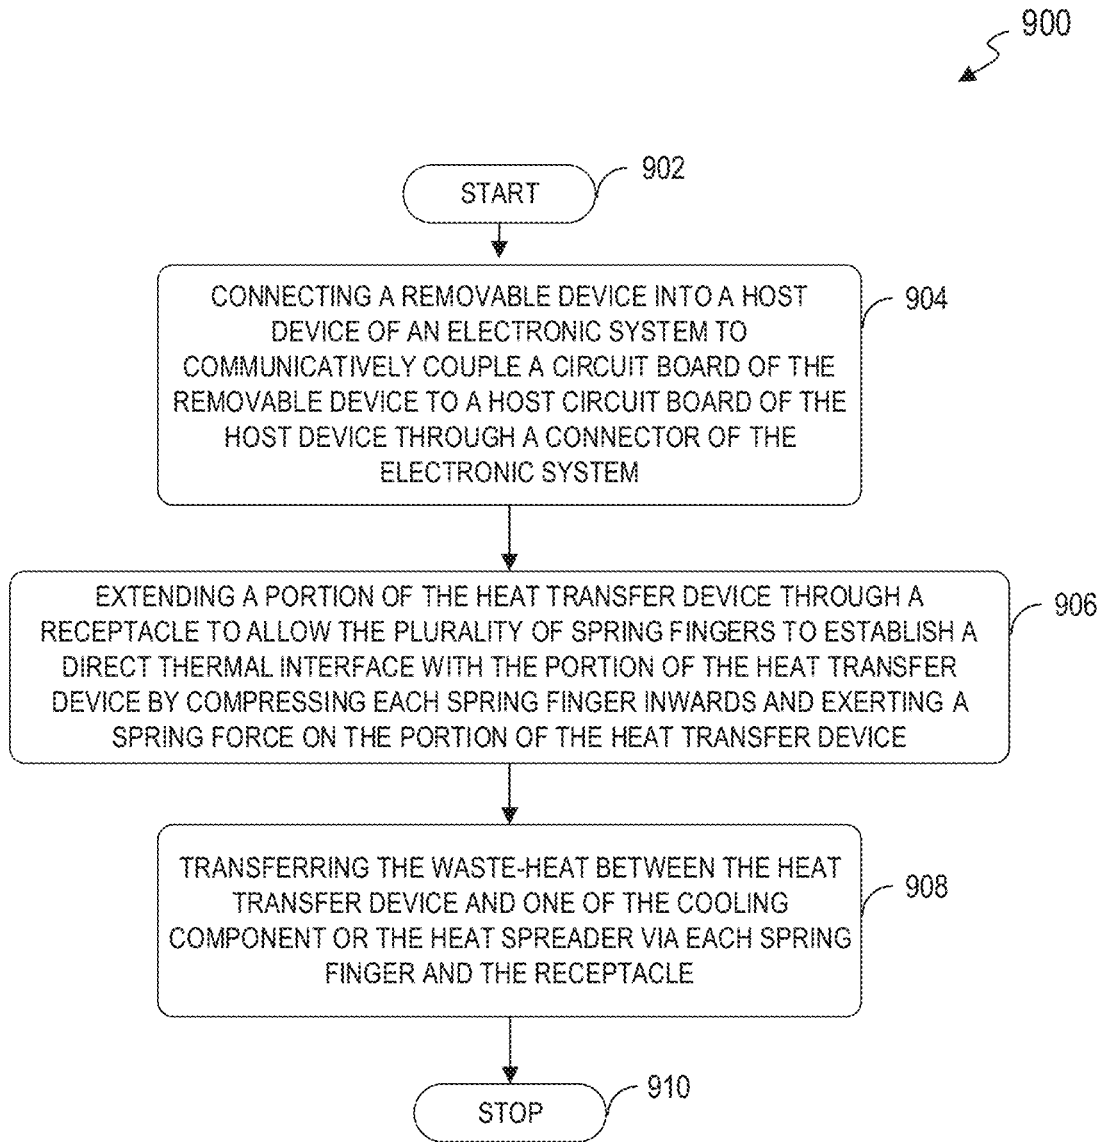 900
902
START
904
CONNECTING A REMOVABLE DEVICE INTO A HOST
DEVICE OF AN ELECTRONIC SYSTEM TO
COMMUNICATIVELY COUPLE A CIRCUIT BOARD OF THE
REMOVABLE DEVICE TO A HOST CIRCUIT BOARD OF THE
HOST DEVICE THROUGH A CONNECTOR OF THE
ELECTRONIC SYSTEM
906
EXTENDING A PORTION OF THE HEAT TRANSFER DEVICE THROUGH A
RECEPTACLE TO ALLOW THE PLURALITY OF SPRING FINGERS TO ESTABLISH A
DIRECT THERMAL INTERFACE WITH THE PORTION OF THE HEAT TRANSFER
DEVICE BY COMPRESSING EACH SPRING FINGER INWARDS AND EXERTING A
SPRING FORCE ON THE PORTION OF THE HEAT TRANSFER DEVICE
908
TRANSFERRING THE WASTE-HEAT BETWEEN THE HEAT
TRANSFER DEVICE AND ONE OF THE COOLING
COMPONENT OR THE HEAT SPREADER VIA EACH SPRING
FINGER AND THE RECEPTACLE
910
STOP